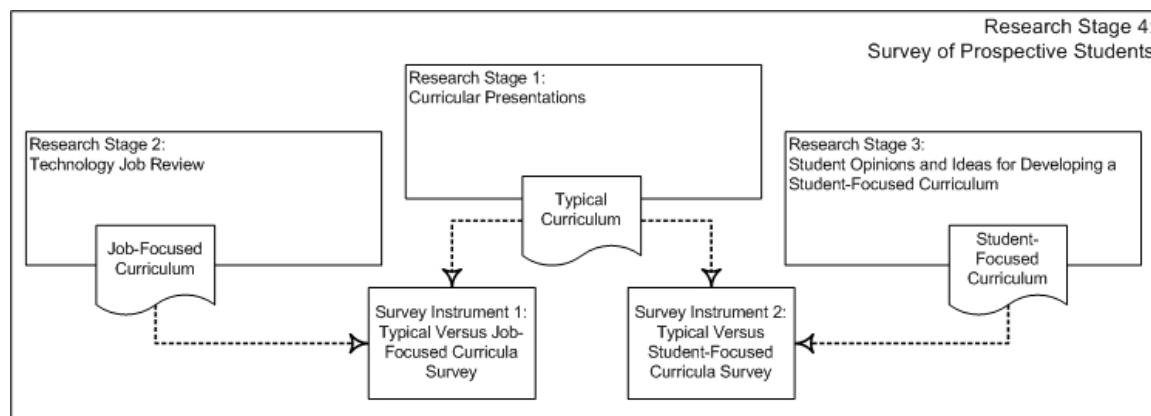 Research Stage 4:
Survey of Prospective Students
Research Stage 1:
Curricular Presentations
Research Stage 2:
Technology Job Review
Research Stage 3:
Student Opinions and Ideas for Developing a
Student-Focused Curriculum
Typical
Curriculum
Job-Focused
Curriculum
Student-
Focused
Curriculum
Survey Instrument 1:
Typical Versus Job-
Focused Curricula
Survey
Survey Instrument 2:
Typical Versus
Student-Focused
Curricula Survey